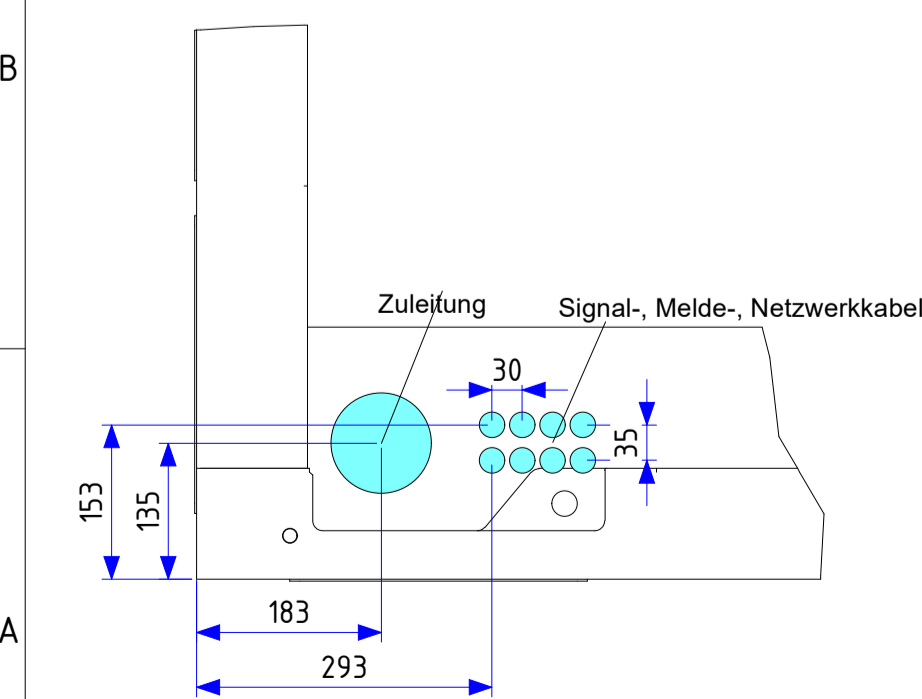 B
Zuleitung
Signal-, Melde-, Netzwerkkabel
30
35
153
135
183
A
293